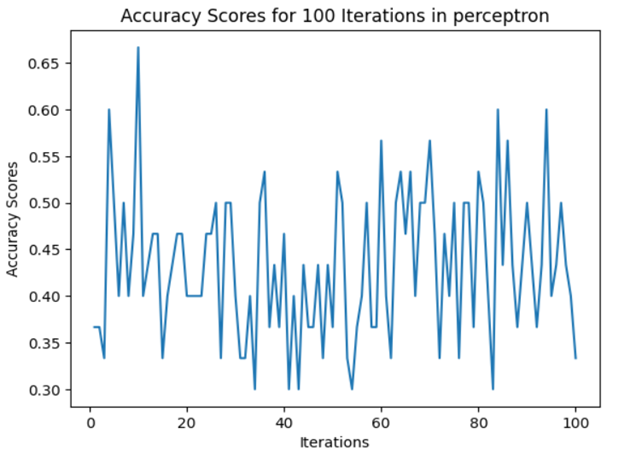 Accuracy Scores for 100 Iterations in perceptron
Accuracy Scores
0.65
0.60
0.55
0.50
0.45
0.40
0.35
0.30
0 20 40 60 80 100
Iterations